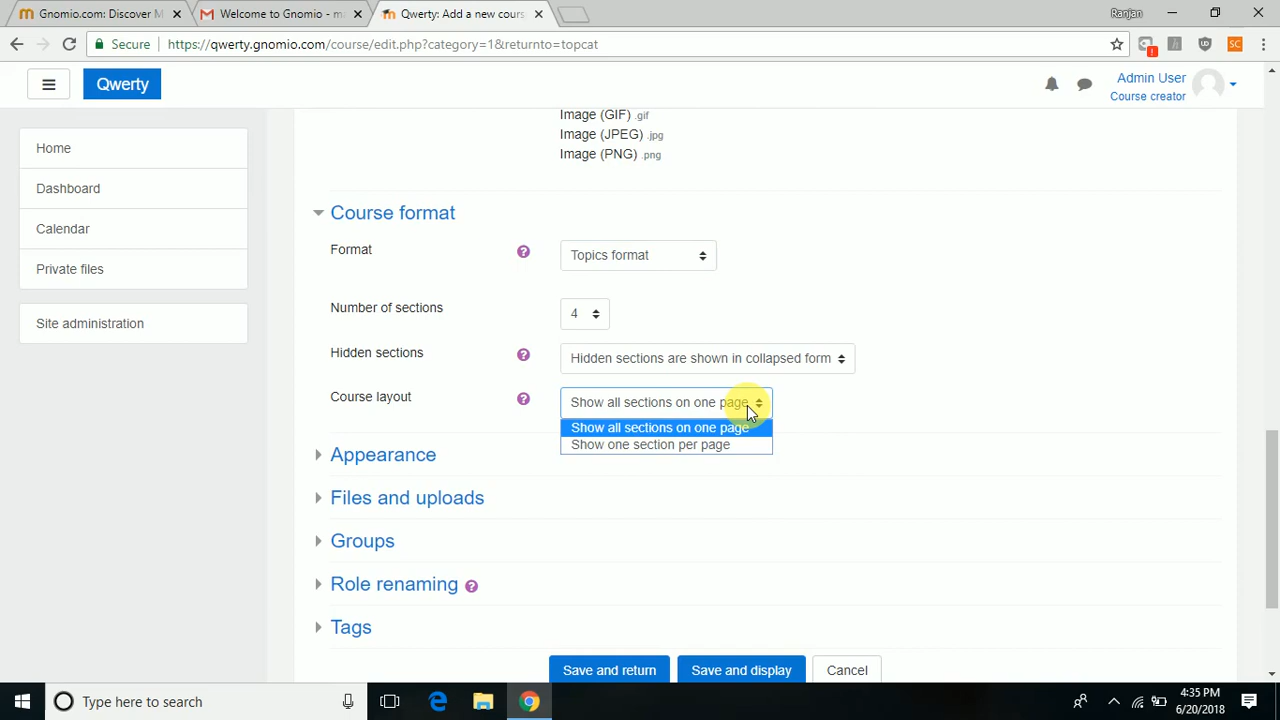 Gnomio.com: Discover M
Welcome to Gnomio - ma
Qwerty: Add a new cours
Ranjan
Secure
https://qwerty.gnomio.com/course/edit.php?category=1&returnto=topcat
SC
Qwerty
Admin User
Course creator
Home
Dashboard
Calendar
Private files
Site administration
Image (GIF) .gif
Image (JPEG) .jpg
Image (PNG) .png
Course format
Format
Topics format
Number of sections
4
Hidden sections
Hidden sections are shown in collapsed form
Course layout
Show all sections on one page
Show all sections on one page
Show one section per page
Appearance
Files and uploads
Groups
Role renaming
Tags
Save and return
Save and display
Cancel
Type here to search
4:35 PM
6/20/2018